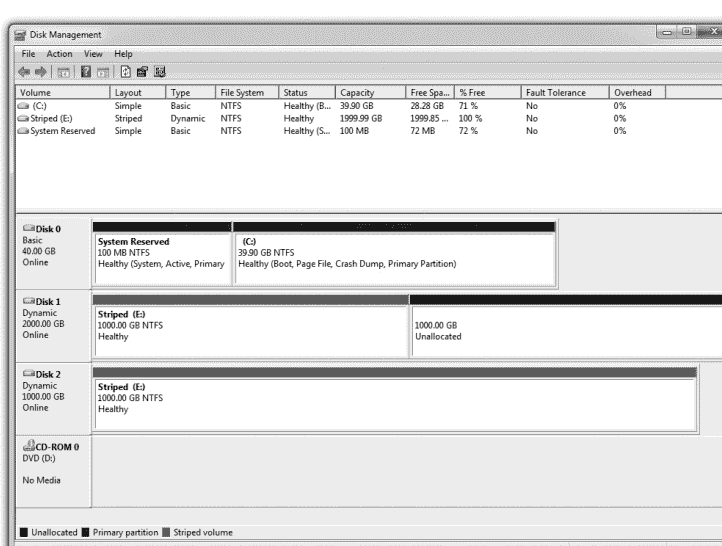 Disk Management
File Action View Help
Volume Layout Type File System Status Capacity Free Spa... % Free Fault Tolerance Overhead
(C:) Simple Basic NTFS Healthy (B... 39.90 GB 28.28 GB 71 % No 0%
Striped (E:) Striped Dynamic NTFS Healthy 1999.99 GB 1999.85 ... 100 % No 0%
System Reserved Simple Basic NTFS Healthy (S... 100 MB 72 MB 72 % No 0%
Disk 0
Basic
40.00 GB
Online
System Reserved
100 MB NTFS
Healthy (System, Active, Primary
(C:)
39.90 GB NTFS
Healthy (Boot, Page File, Crash Dump, Primary Partition)
Disk 1
Dynamic
2000.00 GB
Online
Striped (E:)
1000.00 GB NTFS
Healthy
1000.00 GB
Unallocated
Disk 2
Dynamic
1000.00 GB
Online
Striped (E:)
1000.00 GB NTFS
Healthy
CD-ROM 0
DVD (D:)
No Media
Unallocated Primary partition Striped volume